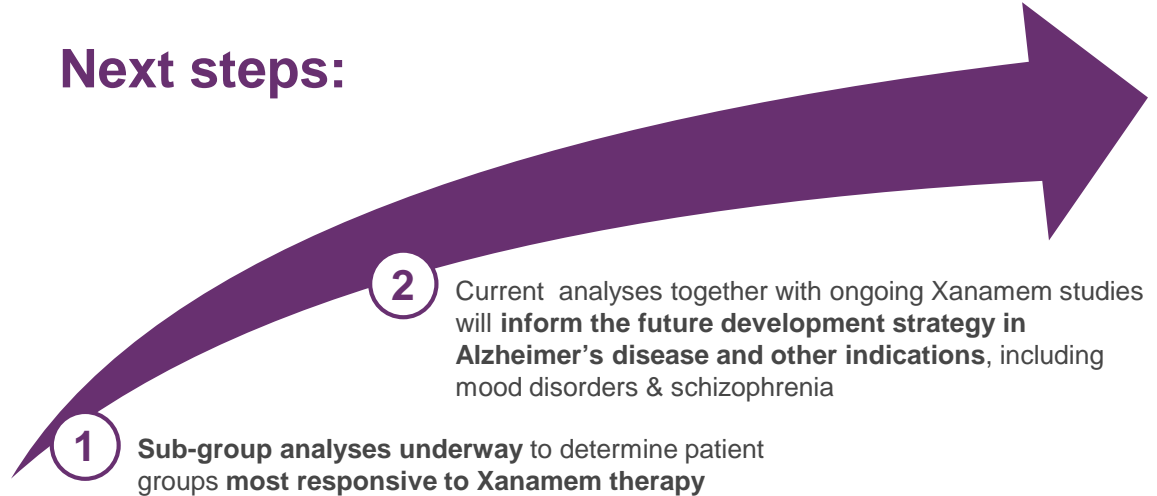 Next steps:
2
Current  analyses together with ongoing Xanamem studies
will inform the future development strategy in
Alzheimer's disease and other indications, including
mood disorders & schizophrenia
1
Sub-group analyses underway to determine patient
groups most responsive to Xanamem therapy